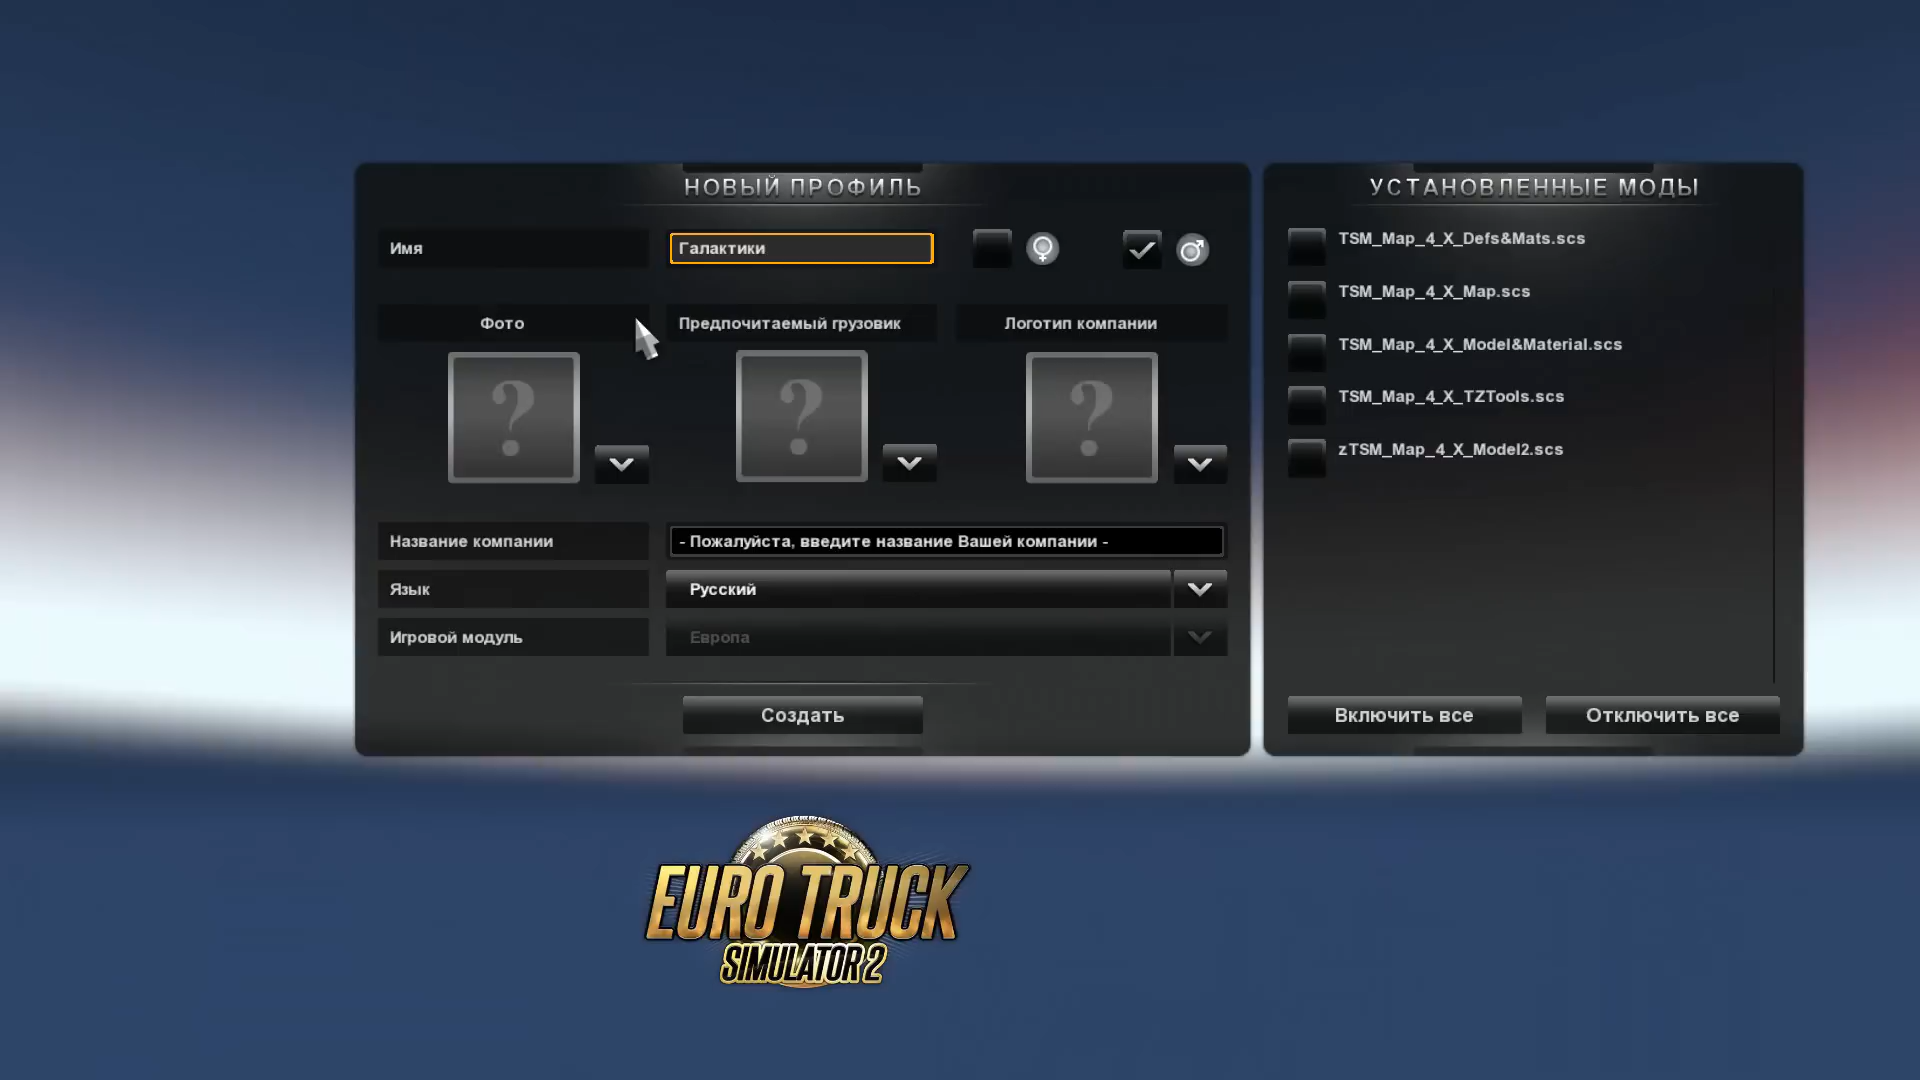 НОВЫЙ ПРОФИЛЬ
Имя
Галактики
Фото
Предпочитаемый грузовик
Логотип компании
?
?
?
Название компании
- Пожалуйста, введите название Вашей компании -
Язык
Русский
Игровой модуль
Европа
Создать
УСТАНОВЛЕННЫЕ МОДЫ
TSM_Map_4_X_Defs&Mats.scs
TSM_Map_4_X_Map.scs
TSM_Map_4_X_Model&Material.scs
TSM_Map_4_X_TZTools.scs
zTSM_Map_4_X_Model2.scs
Включить все
Отключить все
EURO TRUCK
SIMULATOR 2